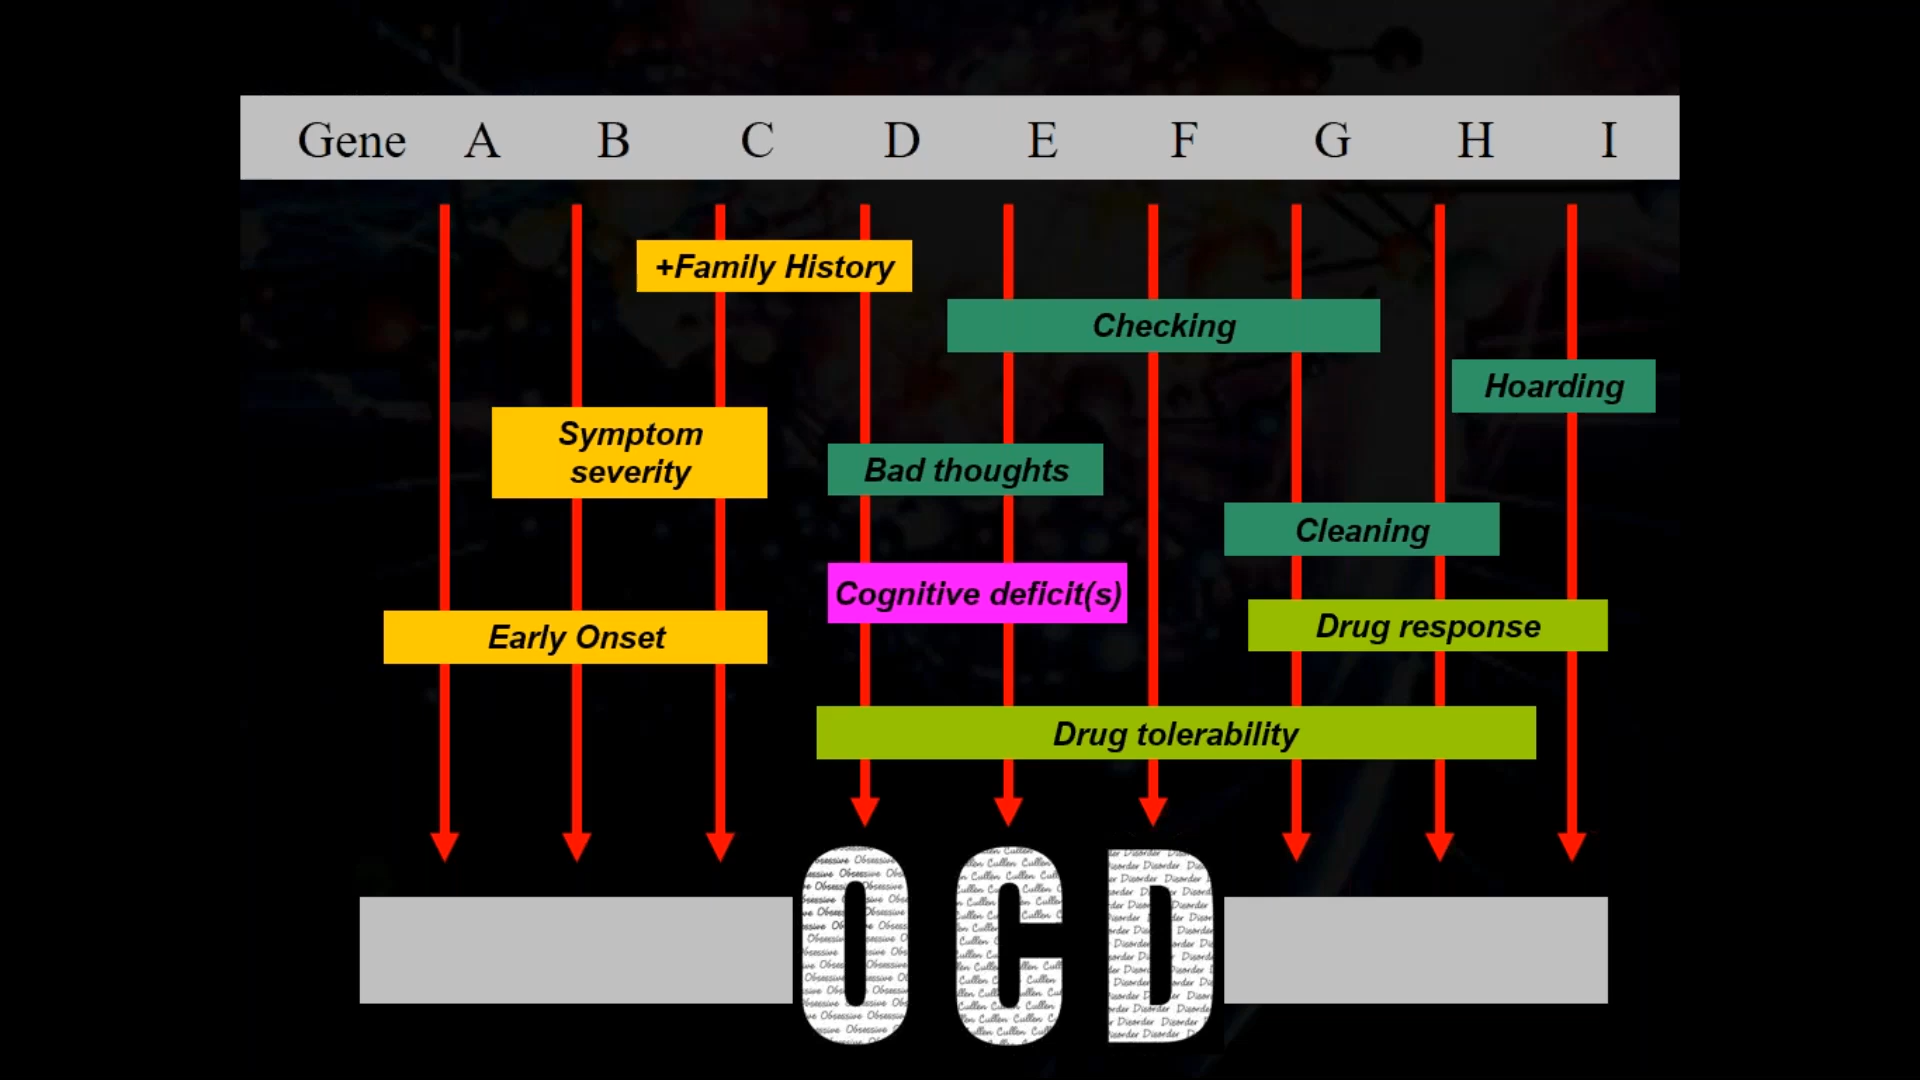 Gene A B C D E F G H I
+Family History
Checking
Hoarding
Symptom
severity
Bad thoughts
Cleaning
Cognitive deficit(s)
Drug response
Early Onset
Drug tolerability
OCD